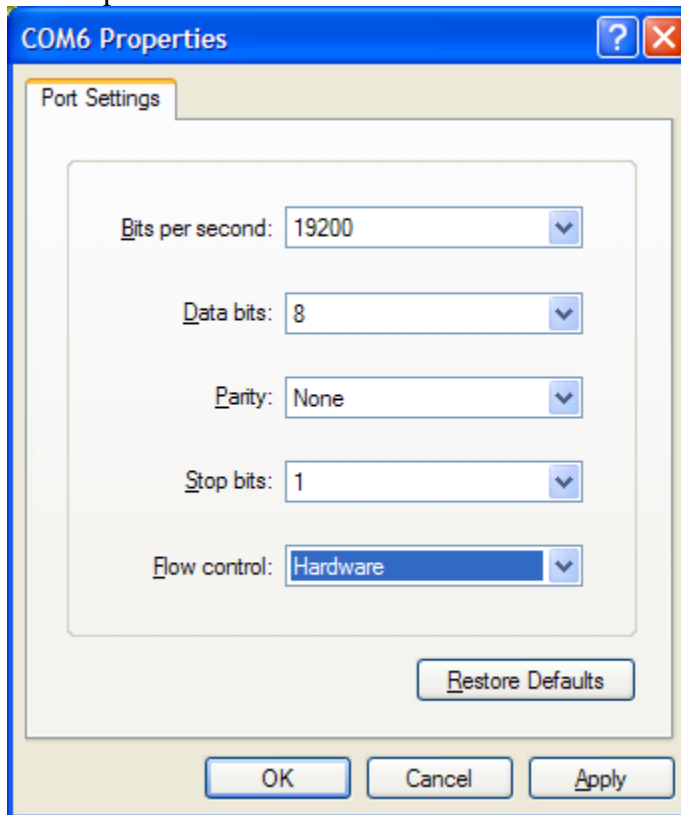 COM6 Properties
Port Settings
Bits per second: 19200
Data bits: 8
Parity: None
Stop bits: 1
Flow control: Hardware
Restore Defaults
OK Cancel Apply